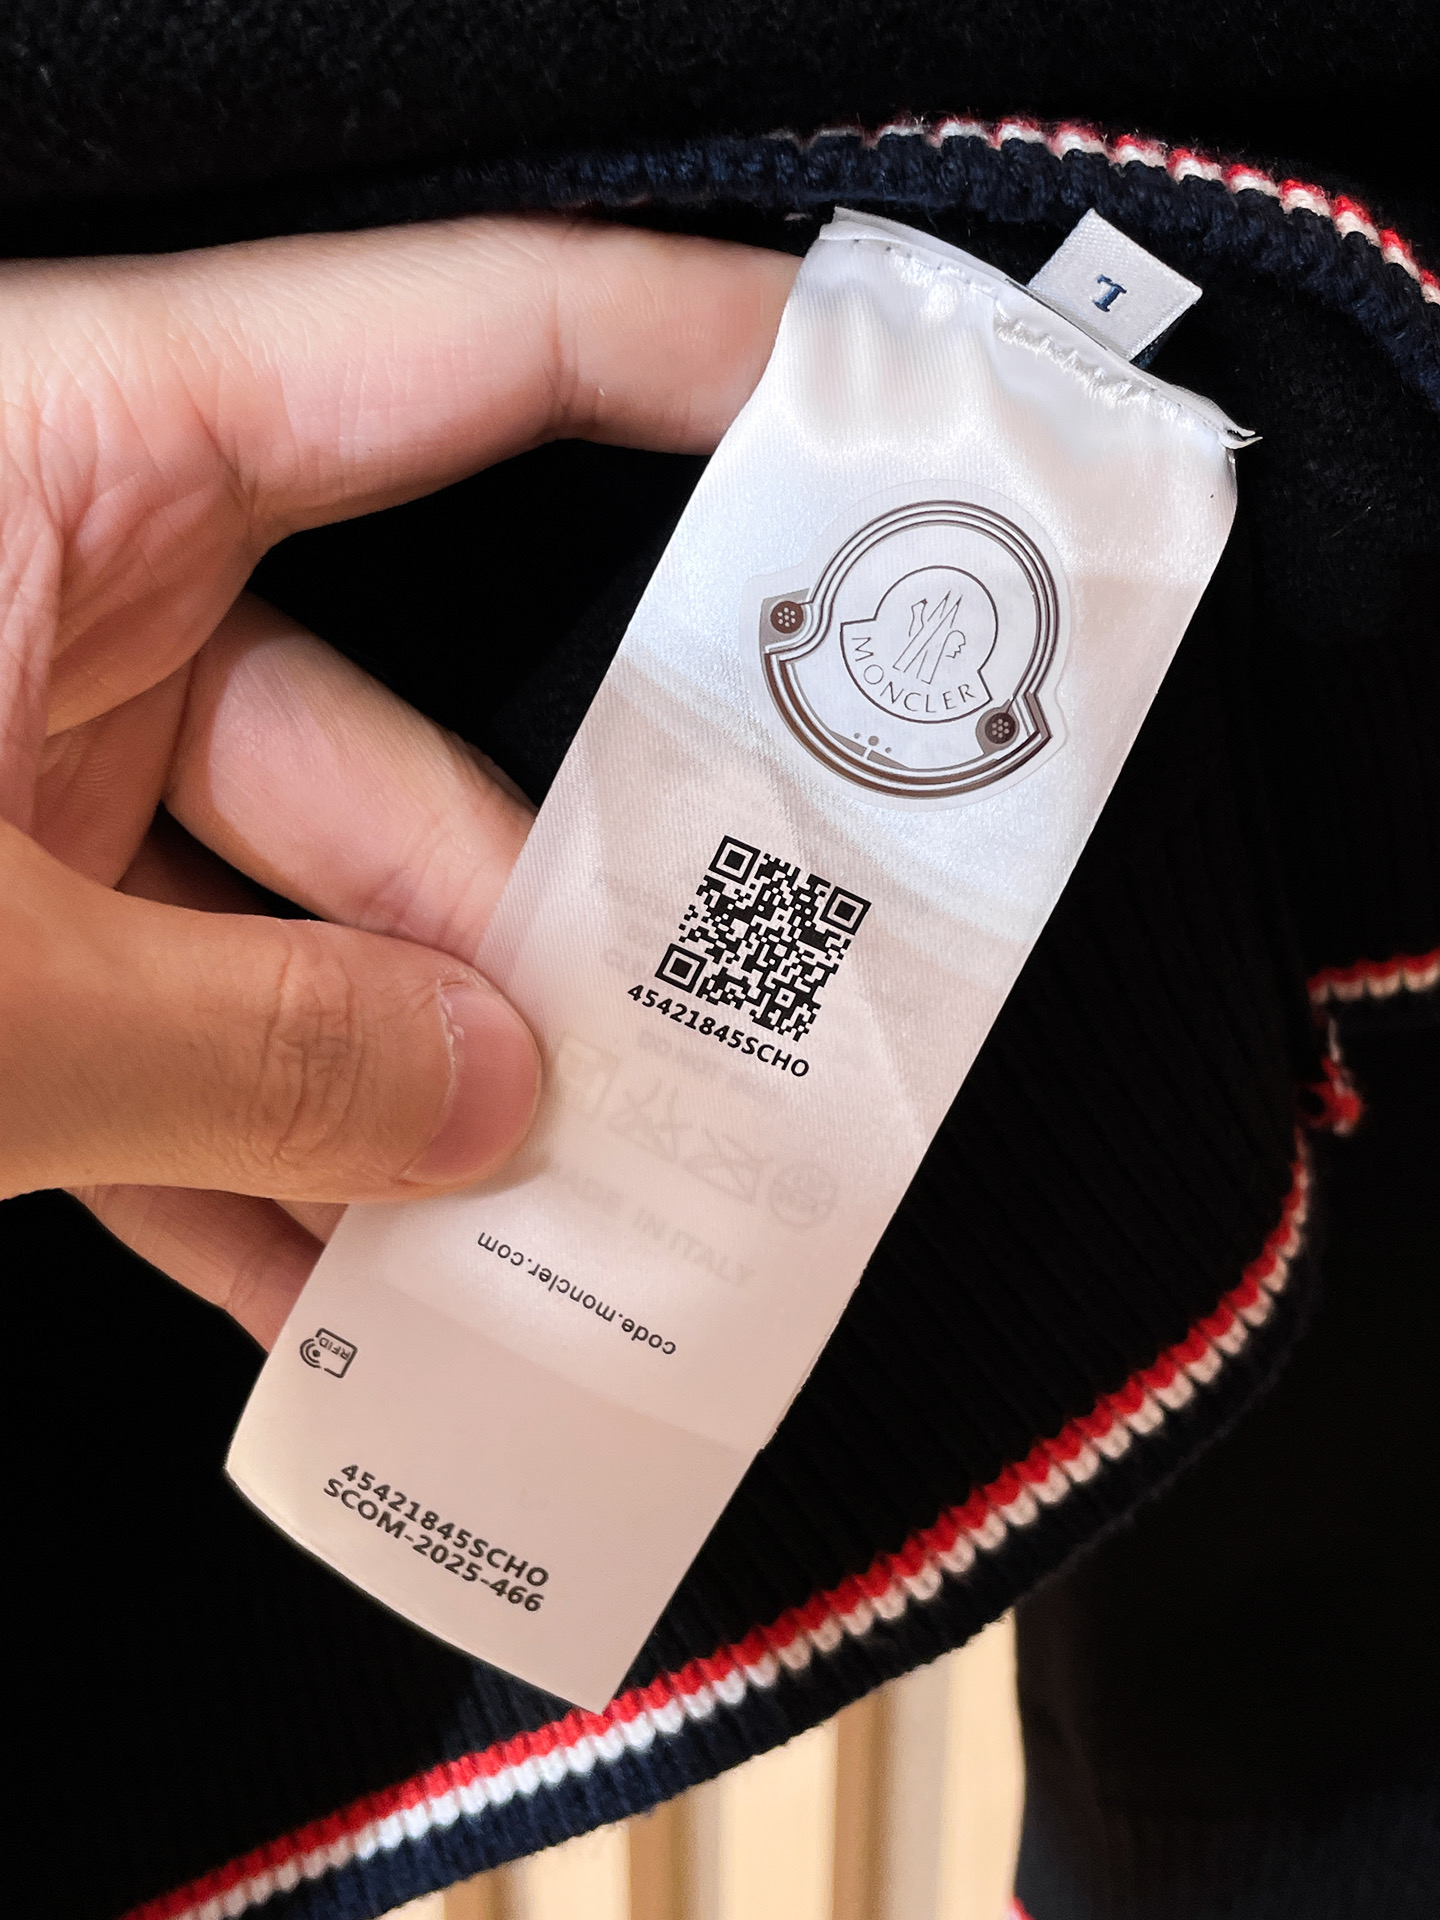 L
MONCLER
45421845SCHO
MADE IN ITALY
code.moncler.com
RFID
45421845SCHO
SCOM-2025-466